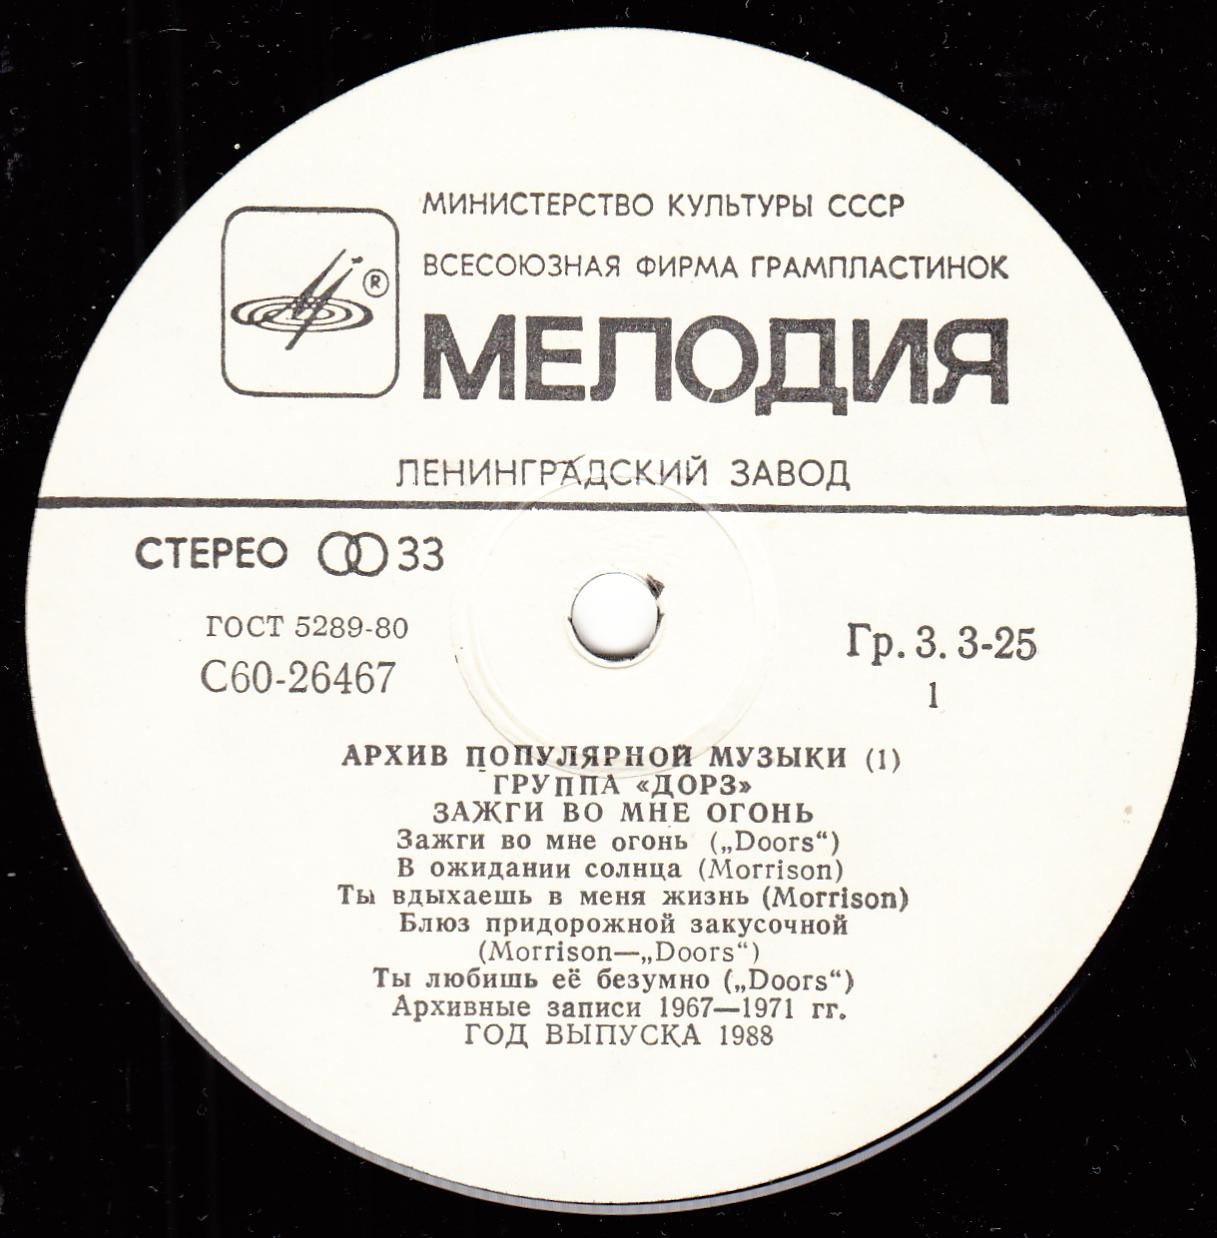 МИНИСТЕРСТВО КУЛЬТУРЫ СССР
ВСЕСОЮЗНАЯ ФИРМА ГРАМПЛАСТИНОК
®
МЕЛОДИЯ
ЛЕНИНГРАДСКИЙ ЗАВОД
СТЕРЕО 33
ГОСТ 5289-80
С60-26467
Гр. 3. 3-25
1
АРХИВ ПОПУЛЯРНОЙ МУЗЫКИ (1)
ГРУППА «ДОРЗ»
ЗАЖГИ ВО МНЕ ОГОНЬ
Зажги во мне огонь („Doors“)
В ожидании солнца (Morrison)
Ты вдыхаешь в меня жизнь (Morrison)
Блюз придорожной закусочной
(Morrison—„Doors“)
Ты любишь её безумно („Doors“)
Архивные записи 1967—1971 гг.
ГОД ВЫПУСКА 1988